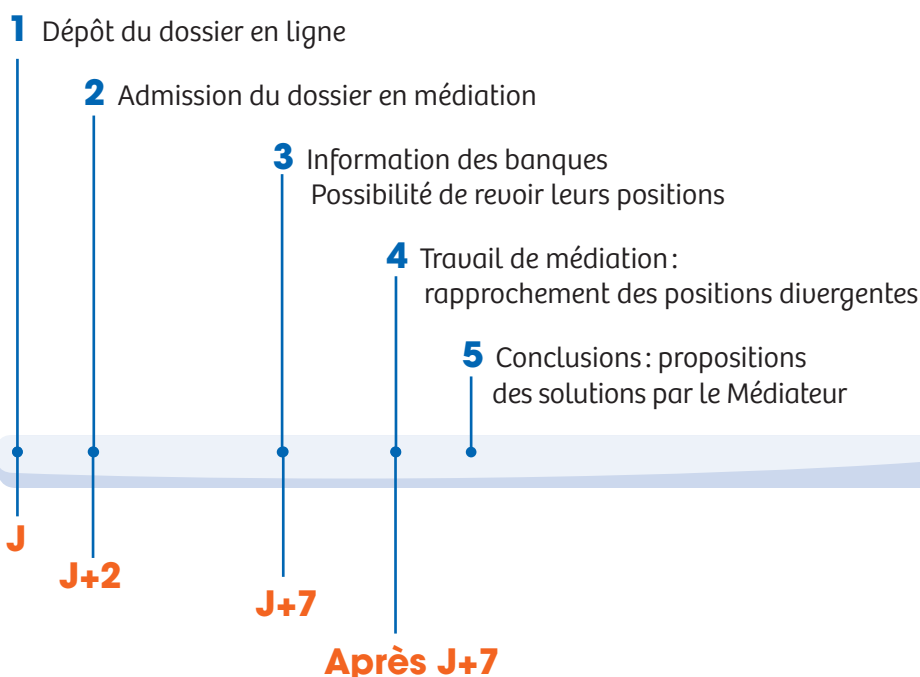 1 Dépôt du dossier en ligne
2 Admission du dossier en médiation
3 Information des banques
Possibilité de revoir leurs positions
4 Travail de médiation :
rapprochement des positions divergentes
5 Conclusions : propositions
des solutions par le Médiateur
J
J+2
J+7
Après J+7